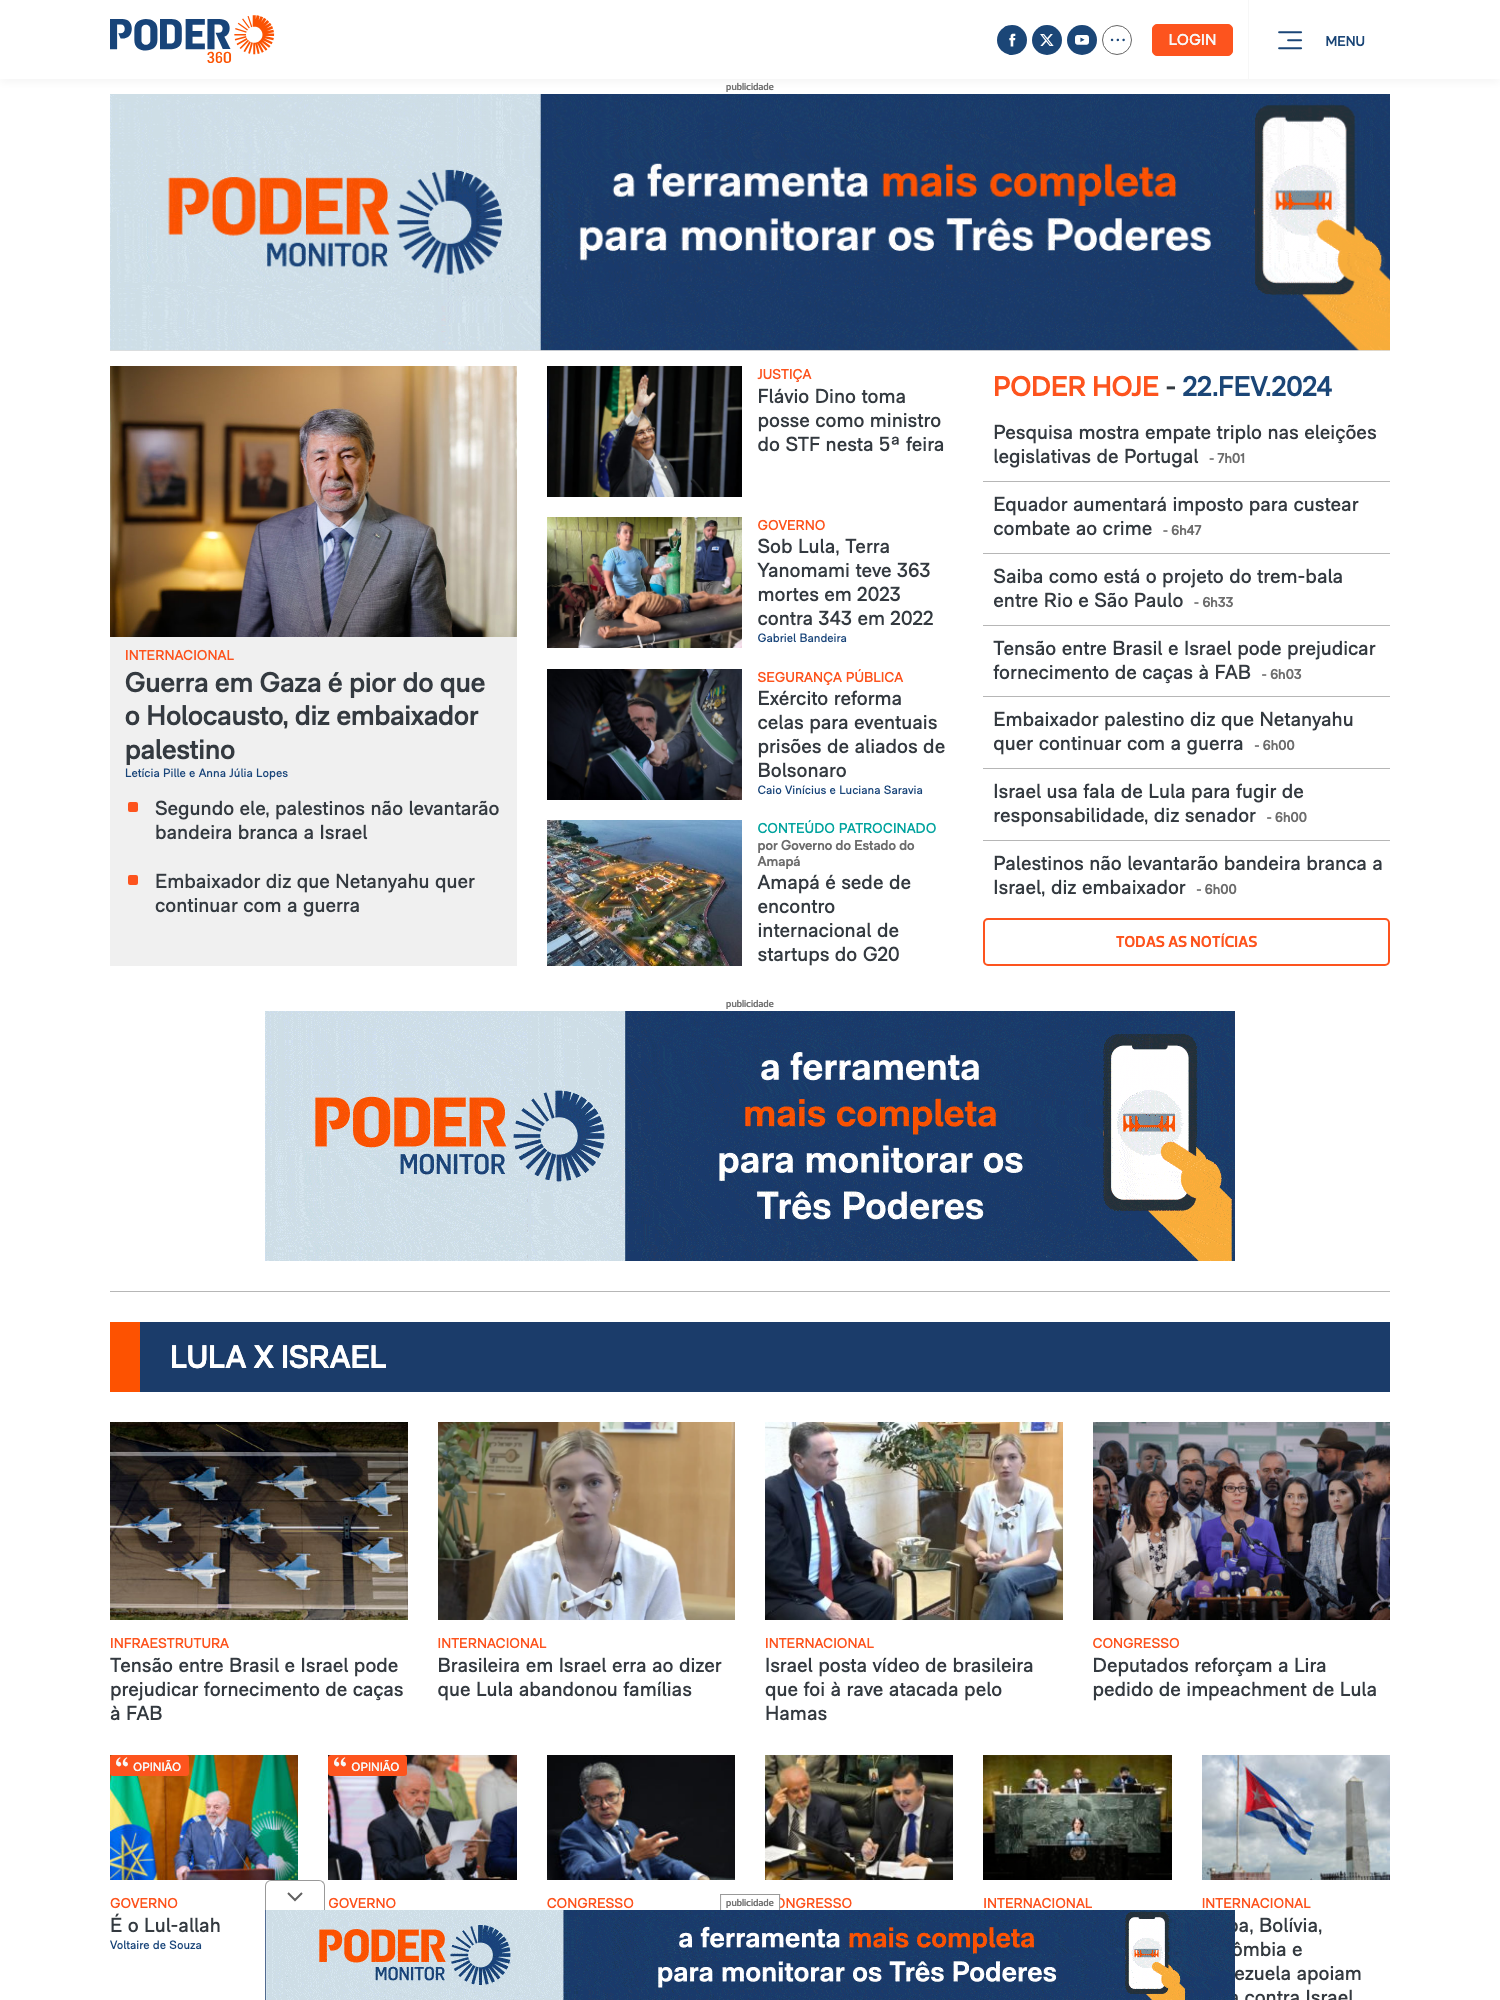 PODER
360
LOGIN
MENU
publicidade
PODER
MONITOR
a ferramenta mais completa
para monitorar os Três Poderes
INTERNACIONAL
Guerra em Gaza é pior do que
o Holocausto, diz embaixador
palestino
Letícia Pille e Anna Júlia Lopes
Segundo ele, palestinos não levantarão
bandeira branca a Israel
Embaixador diz que Netanyahu quer
continuar com a guerra
JUSTIÇA
Flávio Dino toma
posse como ministro
do STF nesta 5ª feira
GOVERNO
Sob Lula, Terra
Yanomami teve 363
mortes em 2023
contra 343 em 2022
Gabriel Bandeira
SEGURANÇA PÚBLICA
Exército reforma
celas para eventuais
prisões de aliados de
Bolsonaro
Caio Vinícius e Luciana Saravia
CONTEÚDO PATROCINADO
por Governo do Estado do
Amapá
Amapá é sede de
encontro
internacional de
startups do G20
PODER HOJE - 22.FEV.2024
Pesquisa mostra empate triplo nas eleições
legislativas de Portugal - 7h01
Equador aumentará imposto para custear
combate ao crime - 6h47
Saiba como está o projeto do trem-bala
entre Rio e São Paulo - 6h33
Tensão entre Brasil e Israel pode prejudicar
fornecimento de caças à FAB - 6h03
Embaixador palestino diz que Netanyahu
quer continuar com a guerra - 6h00
Israel usa fala de Lula para fugir de
responsabilidade, diz senador - 6h00
Palestinos não levantarão bandeira branca a
Israel, diz embaixador - 6h00
TODAS AS NOTÍCIAS
publicidade
PODER
MONITOR
a ferramenta
mais completa
para monitorar os
Três Poderes
LULA X ISRAEL
INFRAESTRUTURA
Tensão entre Brasil e Israel pode
prejudicar fornecimento de caças
à FAB
INTERNACIONAL
Brasileira em Israel erra ao dizer
que Lula abandonou famílias
INTERNACIONAL
Israel posta vídeo de brasileira
que foi à rave atacada pelo
Hamas
CONGRESSO
Deputados reforçam a Lira
pedido de impeachment de Lula
OPINIÃO
GOVERNO
É o Lul-allah
Voltaire de Souza
OPINIÃO
GOVERNO
CONGRESSO
ONGRESSO
INTERNACIONAL
INTERNACIONAL
ba, Bolívia,
ômbia e
ezuela apoiam
contra Israel
publicidade
PODER
MONITOR
a ferramenta mais completa
para monitorar os Três Poderes